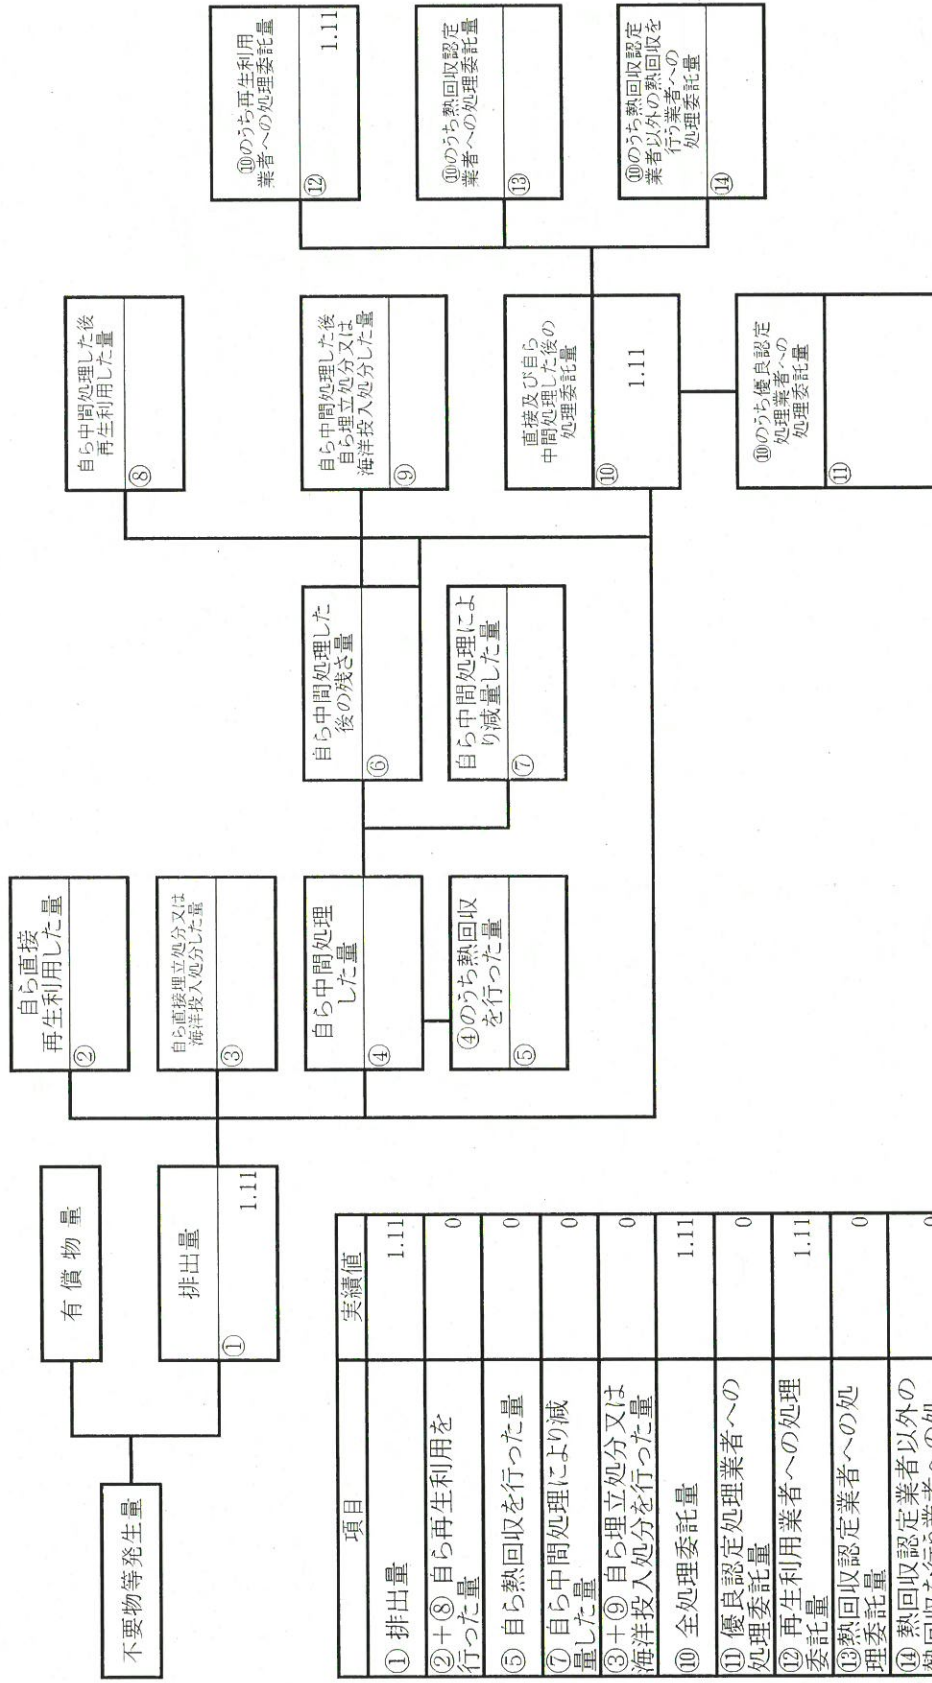 不要物等発生量
有償物量
排出量
①
1.11
自ら直接
再生利用した量
②
自ら直接埋立処分又は
海洋投入処分した量
③
自ら中間処理
した量
④
④のうち熱回収
を行った量
⑤
自ら中間処理した
後の残さ量
⑥
自ら中間処理によ
り減量した量
⑦
自ら中間処理した後
再生利用した量
⑧
自ら中間処理した後
自ら埋立処分又は
海洋投入処分した量
⑨
直接及び自ら
中間処理した後の
処理委託量
⑩
1.11
⑩のうち優良認定
処理業者への
処理委託量
⑪
⑩のうち再生利用
業者への処理委託量
⑫
1.11
⑩のうち熱回収認定
業者への処理委託量
⑬
⑩のうち熱回収認定
業者以外の熱回収を
行う業者への
処理委託量
⑭
項目 実績値
① 排出量 1.11
②+⑧ 自ら再生利用を
行った量 0
⑤ 自ら熱回収を行った量 0
⑦ 自ら中間処理により減
量した量 0
③+⑨ 自ら埋立処分又は
海洋投入処分を行った量 0
⑩ 全処理委託量 1.11
⑪ 優良認定処理業者への
処理委託量 0
⑫ 再生利用業者への処理
委託量 1.11
⑬熱回収認定業者への処
理委託量 0
⑭ 熱回収認定業者以外の
熱回収を行う業者への処 0